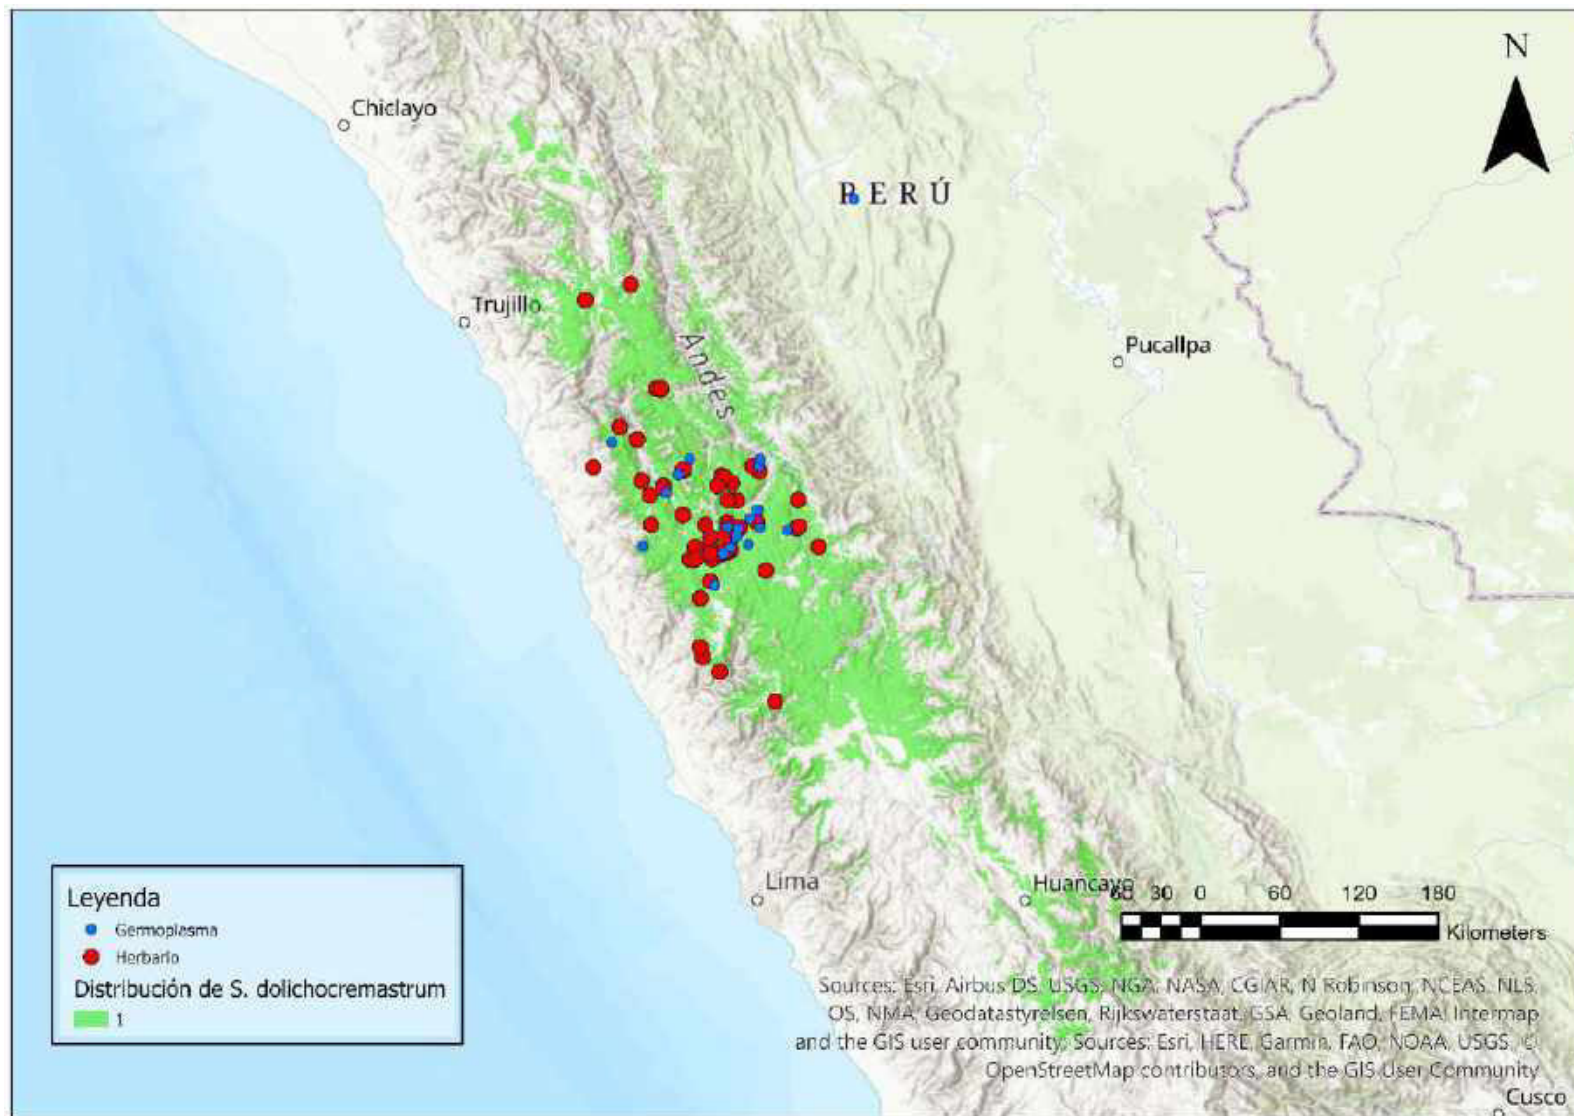 N
Chiclayo
PERÚ
Trujillo
Andes
Pucallpa
Lima
Huancayo
60 30 0 60 120 180
Kilometers
Leyenda
Germoplasma
Herbario
Distribución de S. dolichocremastrum
1
Sources: Esri, Airbus DS, USGS, NGA, NASA, CGIAR, N Robinson, NCEAS, NLS,
OS, NMA, Geodatastyrelsen, Rijkswaterstaat, GSA, Geoland, FEMA, Intermap
and the GIS user community, Sources: Esri, HERE, Garmin, FAO, NOAA, USGS, ©
OpenStreetMap contributors, and the GIS User Community
Cusco